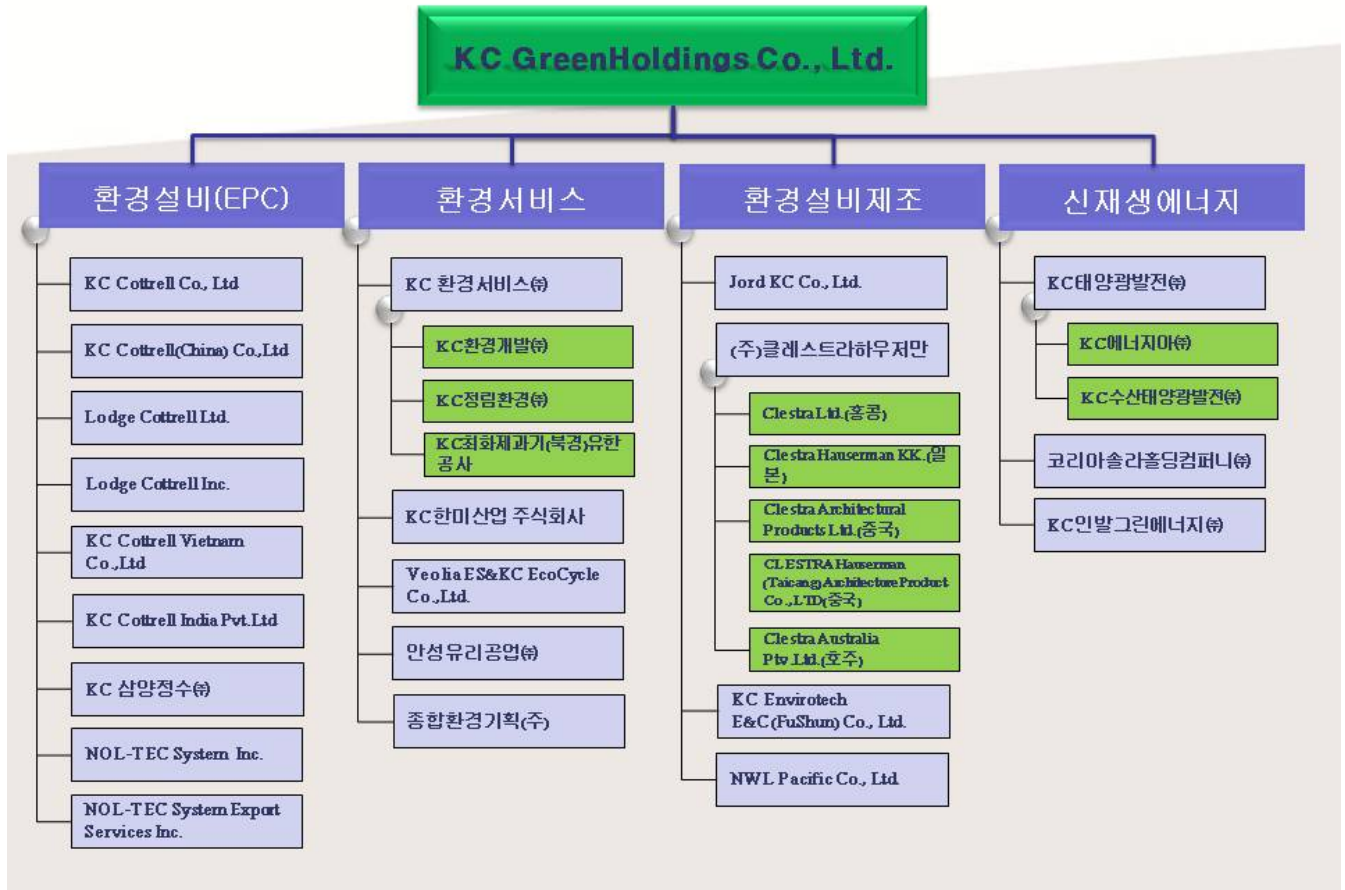 KC GreenHoldings Co., Ltd.
환경설비(EPC)
KC Cottrell Co., Ltd
KC Cottrell(China) Co.,Ltd
Lodge Cottrell Ltd.
Lodge Cottrell Inc.
KC Cottrell Vietnam
Co.,Ltd
KC Cottrell India Pvt.Ltd
KC 삼양정수㈜
NOL-TEC System Inc.
NOL-TEC System Export
Services Inc.
환경서비스
KC 환경서비스㈜
KC환경개발㈜
KC정림환경㈜
KC최화제과기(북경)유한
공사
KC한미산업 주식회사
Veolia ES&KC EcoCycle
Co.,Ltd.
안성유리공업㈜
종합환경기획(주)
환경설비제조
Jord KC Co., Ltd.
(주)클레스트라하우저만
Clestra Ltd.(홍콩)
Clestra Hauserman KK.(일
본)
Clestra Architectural
Products Ltd.(중국)
CLESTRA Hauserman
(Taicang) Architecture Product
Co.,LTD(중국)
Clestra Australia
Pty.Ltd.(호주)
KC Envirotech
E&C(FuShun) Co., Ltd.
NWL Pacific Co., Ltd.
신재생에너지
KC태양광발전㈜
KC에너지아㈜
KC수산태양광발전㈜
코리아솔라홀딩컴퍼니㈜
KC인발그린에너지㈜